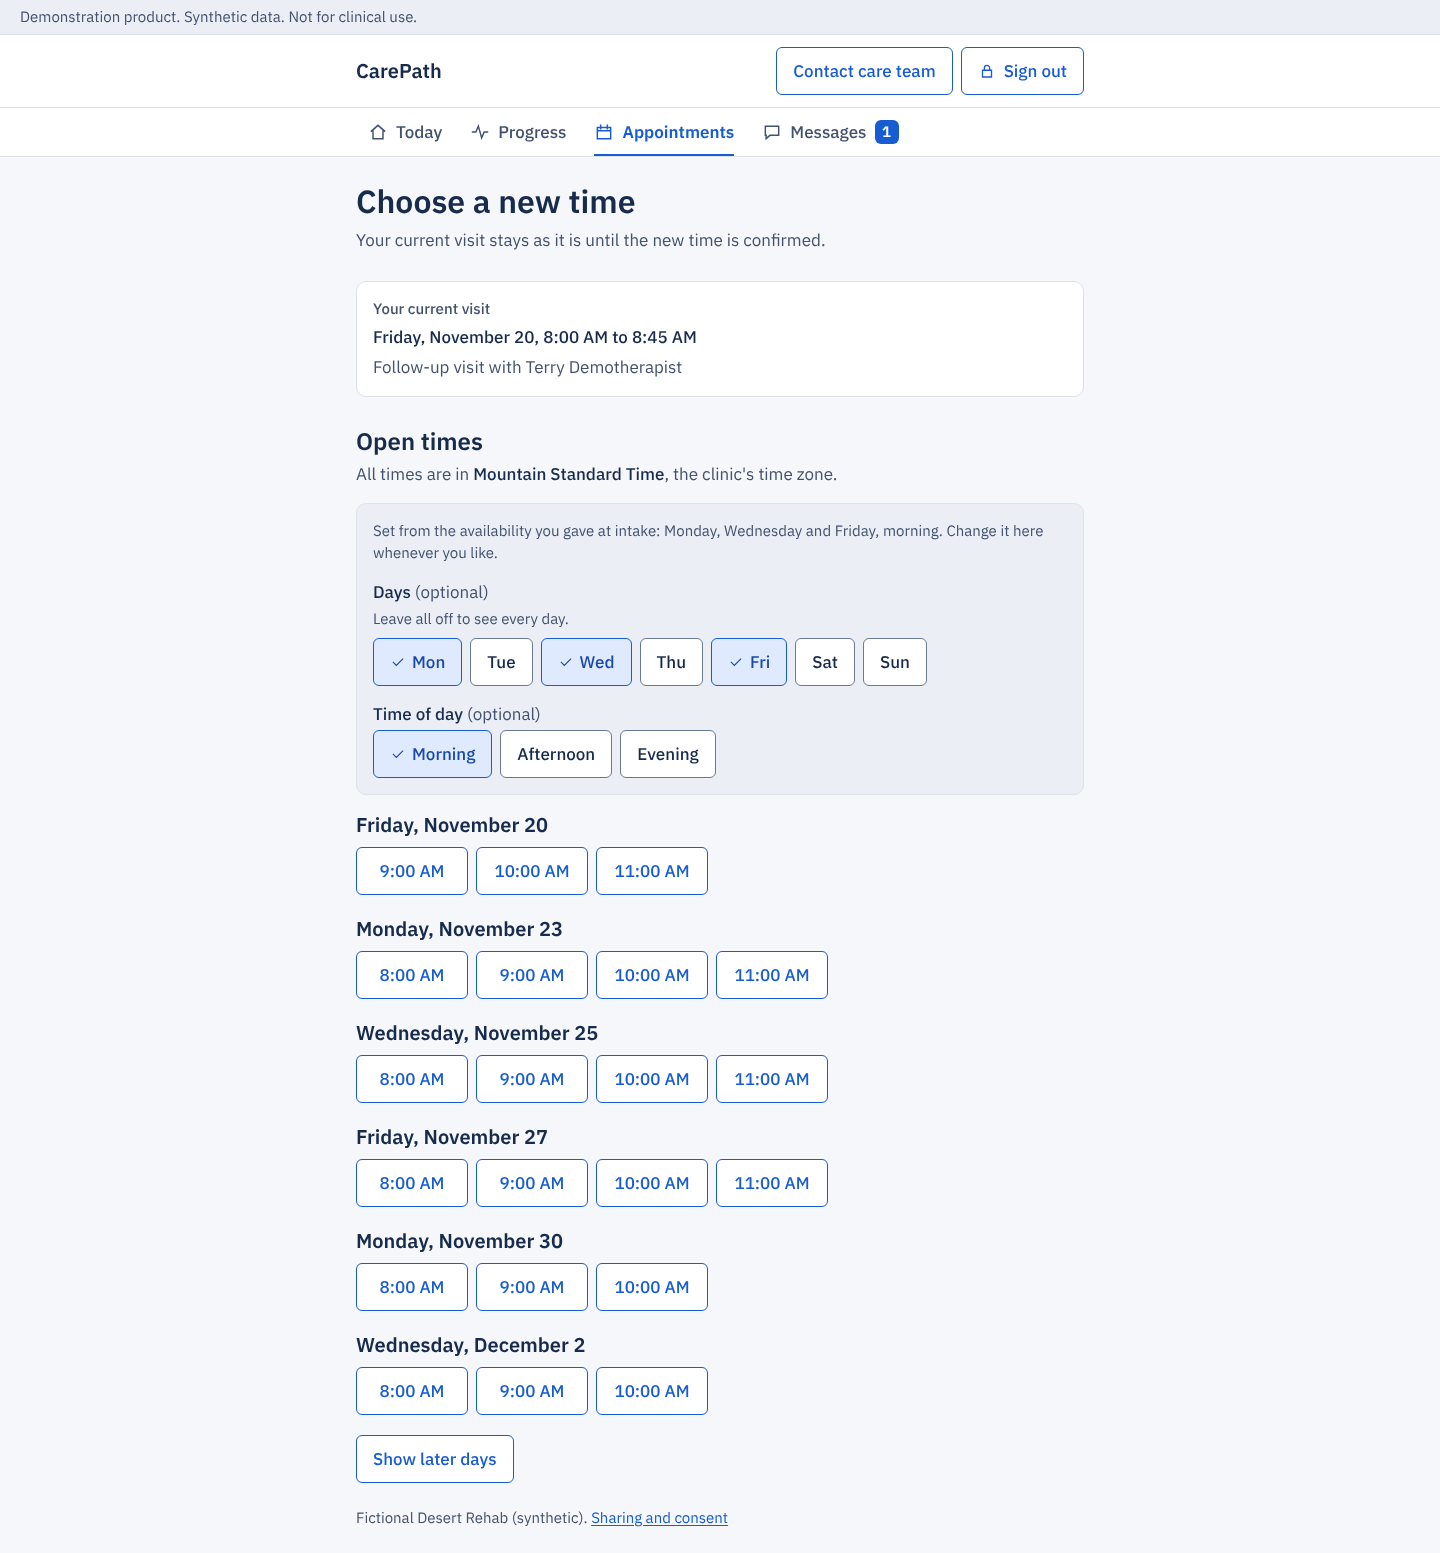 Demonstration product. Synthetic data. Not for clinical use.
CarePath
Contact care team
Sign out
Today
Progress
Appointments
Messages 1
Choose a new time
Your current visit stays as it is until the new time is confirmed.
Your current visit
Friday, November 20, 8:00 AM to 8:45 AM
Follow-up visit with Terry Demotherapist
Open times
All times are in Mountain Standard Time, the clinic's time zone.
Set from the availability you gave at intake: Monday, Wednesday and Friday, morning. Change it here
whenever you like.
Days (optional)
Leave all off to see every day.
Mon Tue Wed Thu Fri Sat Sun
Time of day (optional)
Morning Afternoon Evening
Friday, November 20
9:00 AM 10:00 AM 11:00 AM
Monday, November 23
8:00 AM 9:00 AM 10:00 AM 11:00 AM
Wednesday, November 25
8:00 AM 9:00 AM 10:00 AM 11:00 AM
Friday, November 27
8:00 AM 9:00 AM 10:00 AM 11:00 AM
Monday, November 30
8:00 AM 9:00 AM 10:00 AM
Wednesday, December 2
8:00 AM 9:00 AM 10:00 AM
Show later days
Fictional Desert Rehab (synthetic). Sharing and consent